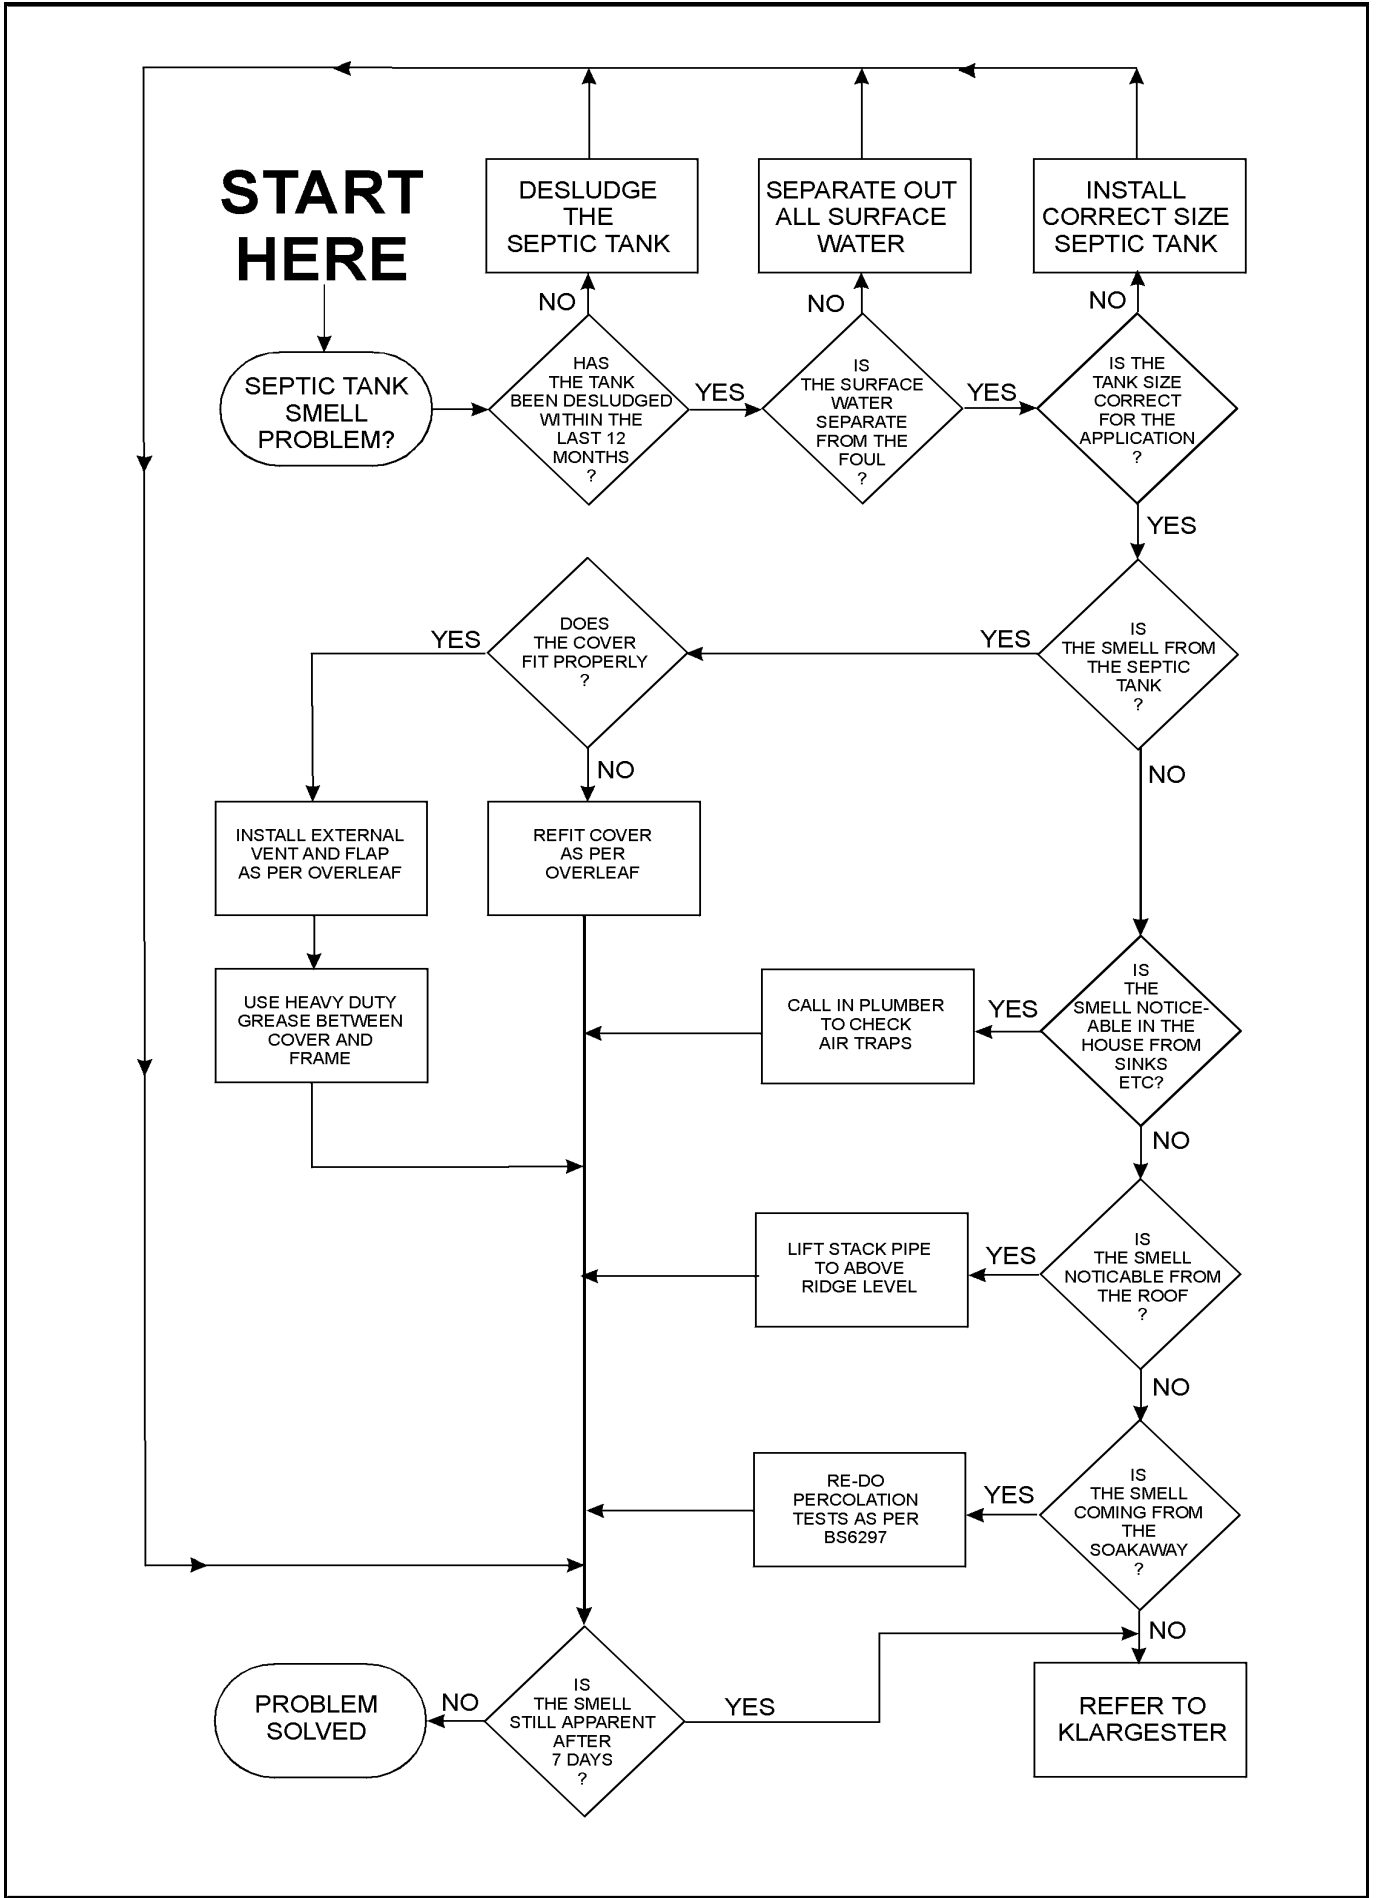 START
HERE
SEPTIC TANK
SMELL
PROBLEM?
DESLUDGE
THE
SEPTIC TANK
NO
HAS
THE TANK
BEEN DESLUDGED
WITHIN THE
LAST 12
MONTHS
?
YES
SEPARATE OUT
ALL SURFACE
WATER
NO
IS
THE SURFACE
WATER
SEPARATE
FROM THE
FOUL
?
YES
INSTALL
CORRECT SIZE
SEPTIC TANK
NO
IS THE
TANK SIZE
CORRECT
FOR THE
APPLICATION
?
YES
IS
THE SMELL FROM
THE SEPTIC
TANK
?
YES
DOES
THE COVER
FIT PROPERLY
?
YES
NO
NO
INSTALL EXTERNAL
VENT AND FLAP
AS PER OVERLEAF
REFIT COVER
AS PER
OVERLEAF
USE HEAVY DUTY
GREASE BETWEEN
COVER AND
FRAME
CALL IN PLUMBER
TO CHECK
AIR TRAPS
YES
IS
THE
SMELL NOTICE-
ABLE IN THE
HOUSE FROM
SINKS
ETC?
NO
LIFT STACK PIPE
TO ABOVE
RIDGE LEVEL
YES
IS
THE SMELL
NOTICABLE FROM
THE ROOF
?
NO
RE-DO
PERCOLATION
TESTS AS PER
BS6297
YES
IS
THE SMELL
COMING FROM
THE
SOAKAWAY
?
NO
PROBLEM
SOLVED
NO
IS
THE SMELL
STILL APPARENT
AFTER
7 DAYS
?
YES
REFER TO
KLARGESTER